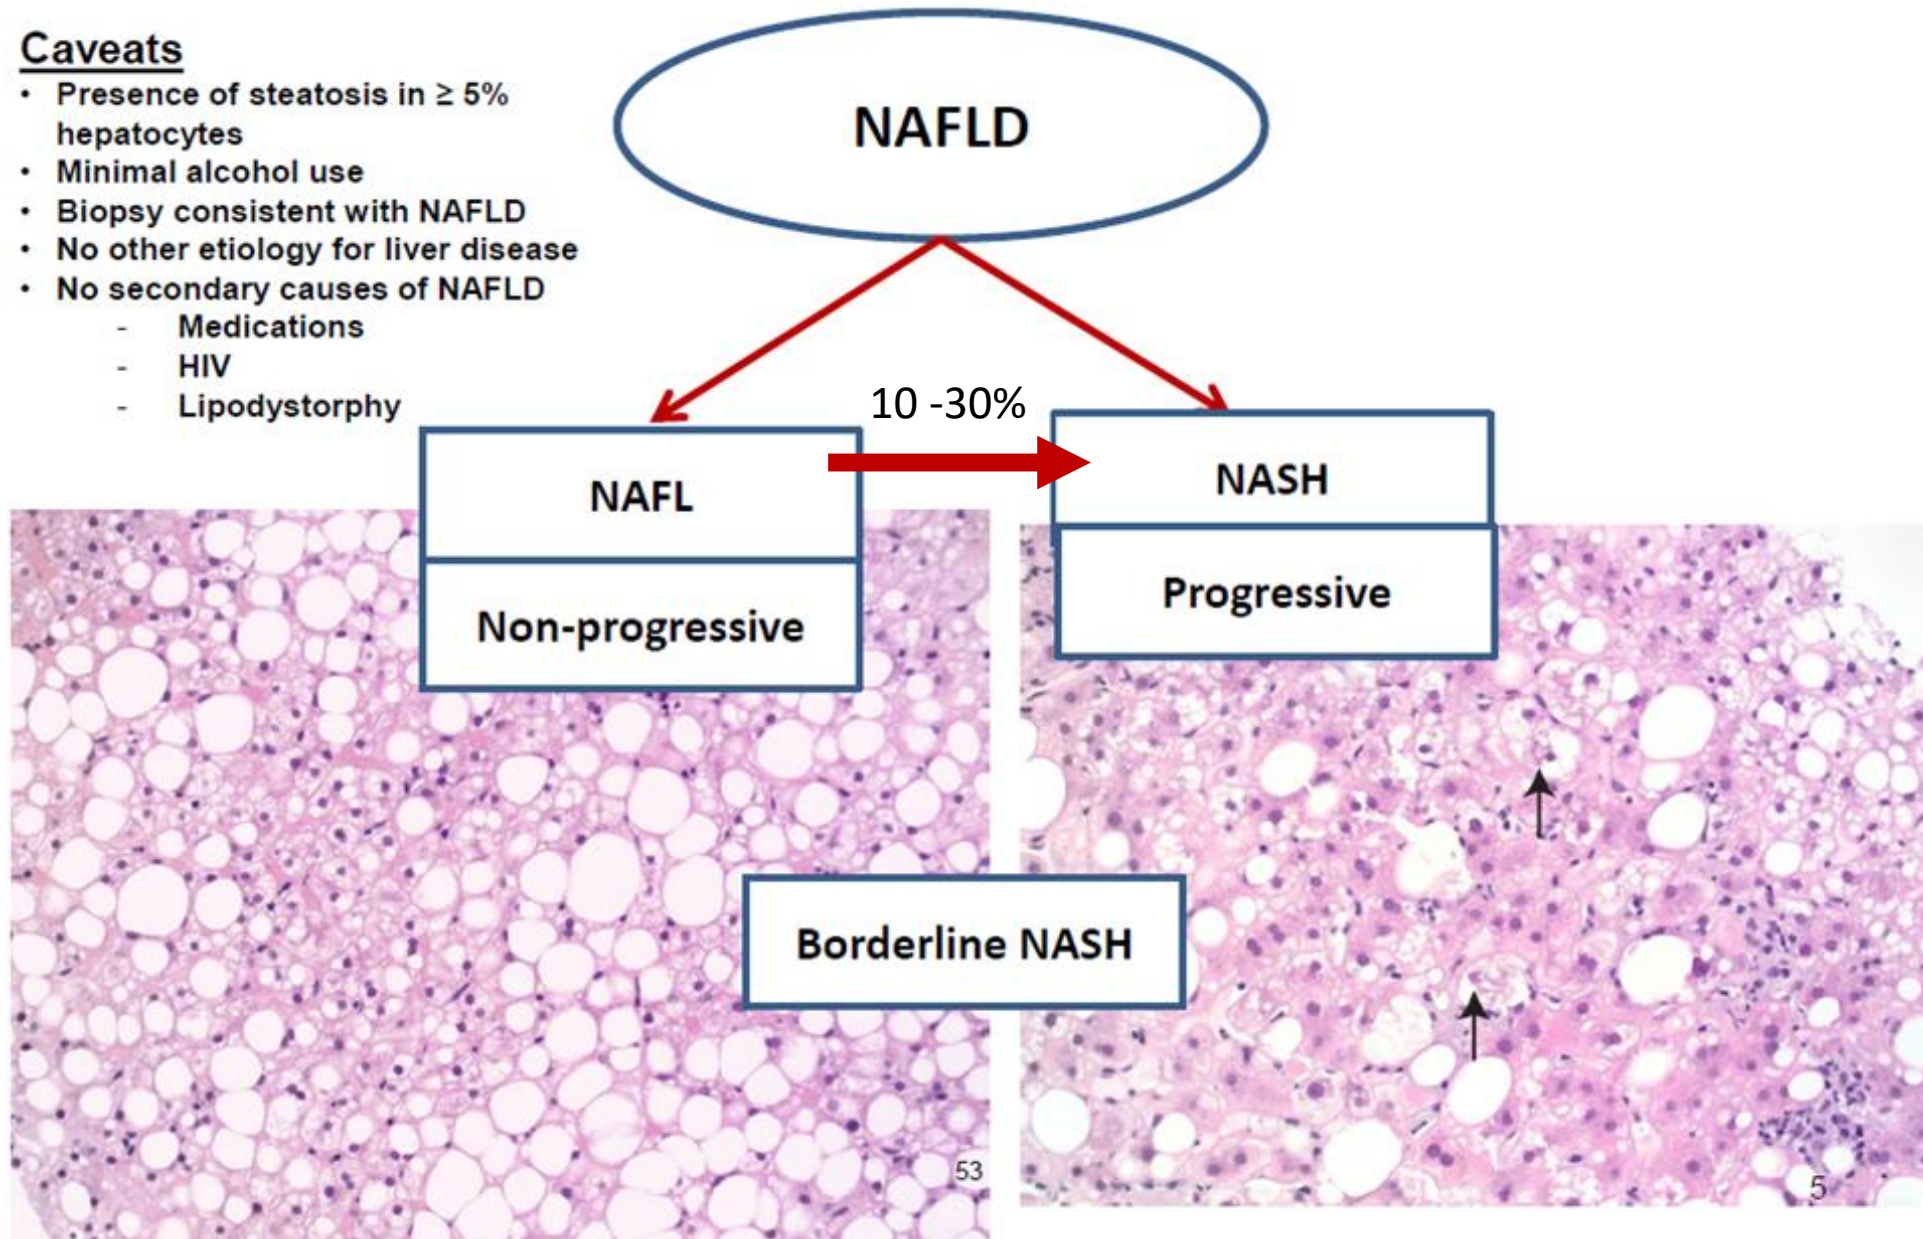 Caveats
• Presence of steatosis in ≥ 5%
hepatocytes
• Minimal alcohol use
• Biopsy consistent with NAFLD
• No other etiology for liver disease
• No secondary causes of NAFLD
- Medications
- HIV
- Lipodystorphy
NAFLD
10 -30%
NAFL
Non-progressive
NASH
Progressive
Borderline NASH
53
5